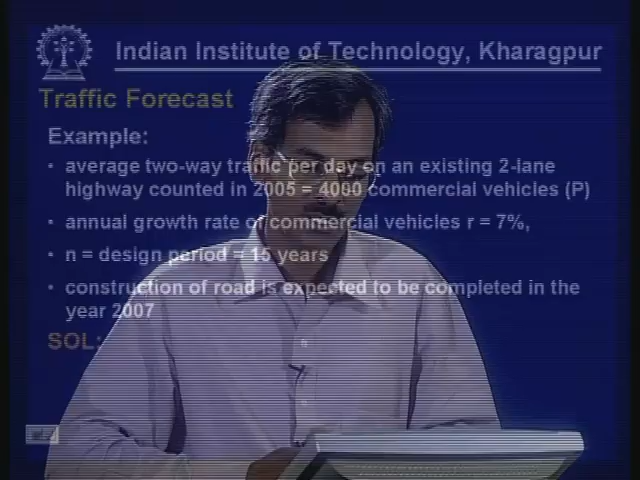 Indian Institute of Technology, Kharagpur
Traffic Forecast
Example:
• average two-way traffic per day on an existing 2-lane
highway counted in 2005 = 4000 commercial vehicles (P)
• annual growth rate of commercial vehicles r = 7%,
• n = design period = 15 years
• construction of road is expected to be completed in the
year 2007
SOL: